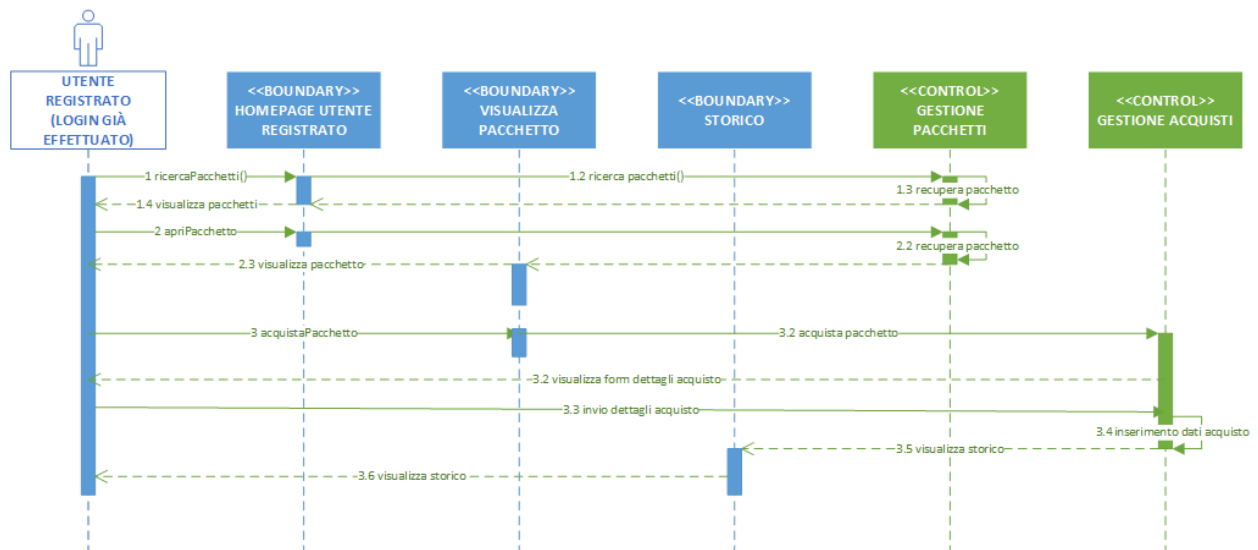 UTENTE
REGISTRATO
(LOGIN GIÀ
EFFETTUATO)
<<BOUNDARY>>
HOMEPAGE UTENTE
REGISTRATO
<<BOUNDARY>>
VISUALIZZA
PACCHETTO
<<BOUNDARY>>
STORICO
<<CONTROL>>
GESTIONE
PACCHETTI
<<CONTROL>>
GESTIONE ACQUISTI
1 ricercaPacchetti()
1.2 ricerca pacchetti()
1.3 recupera pacchetto
1.4 visualizza pacchetti
2 apriPacchetto
2.2 recupera pacchetto
2.3 visualizza pacchetto
3 acquistaPacchetto
3.2 acquista pacchetto
3.2 visualizza form dettagli acquisto
3.3 invio dettagli acquisto
3.4 inserimento dati acquisto
3.5 visualizza storico
3.6 visualizza storico